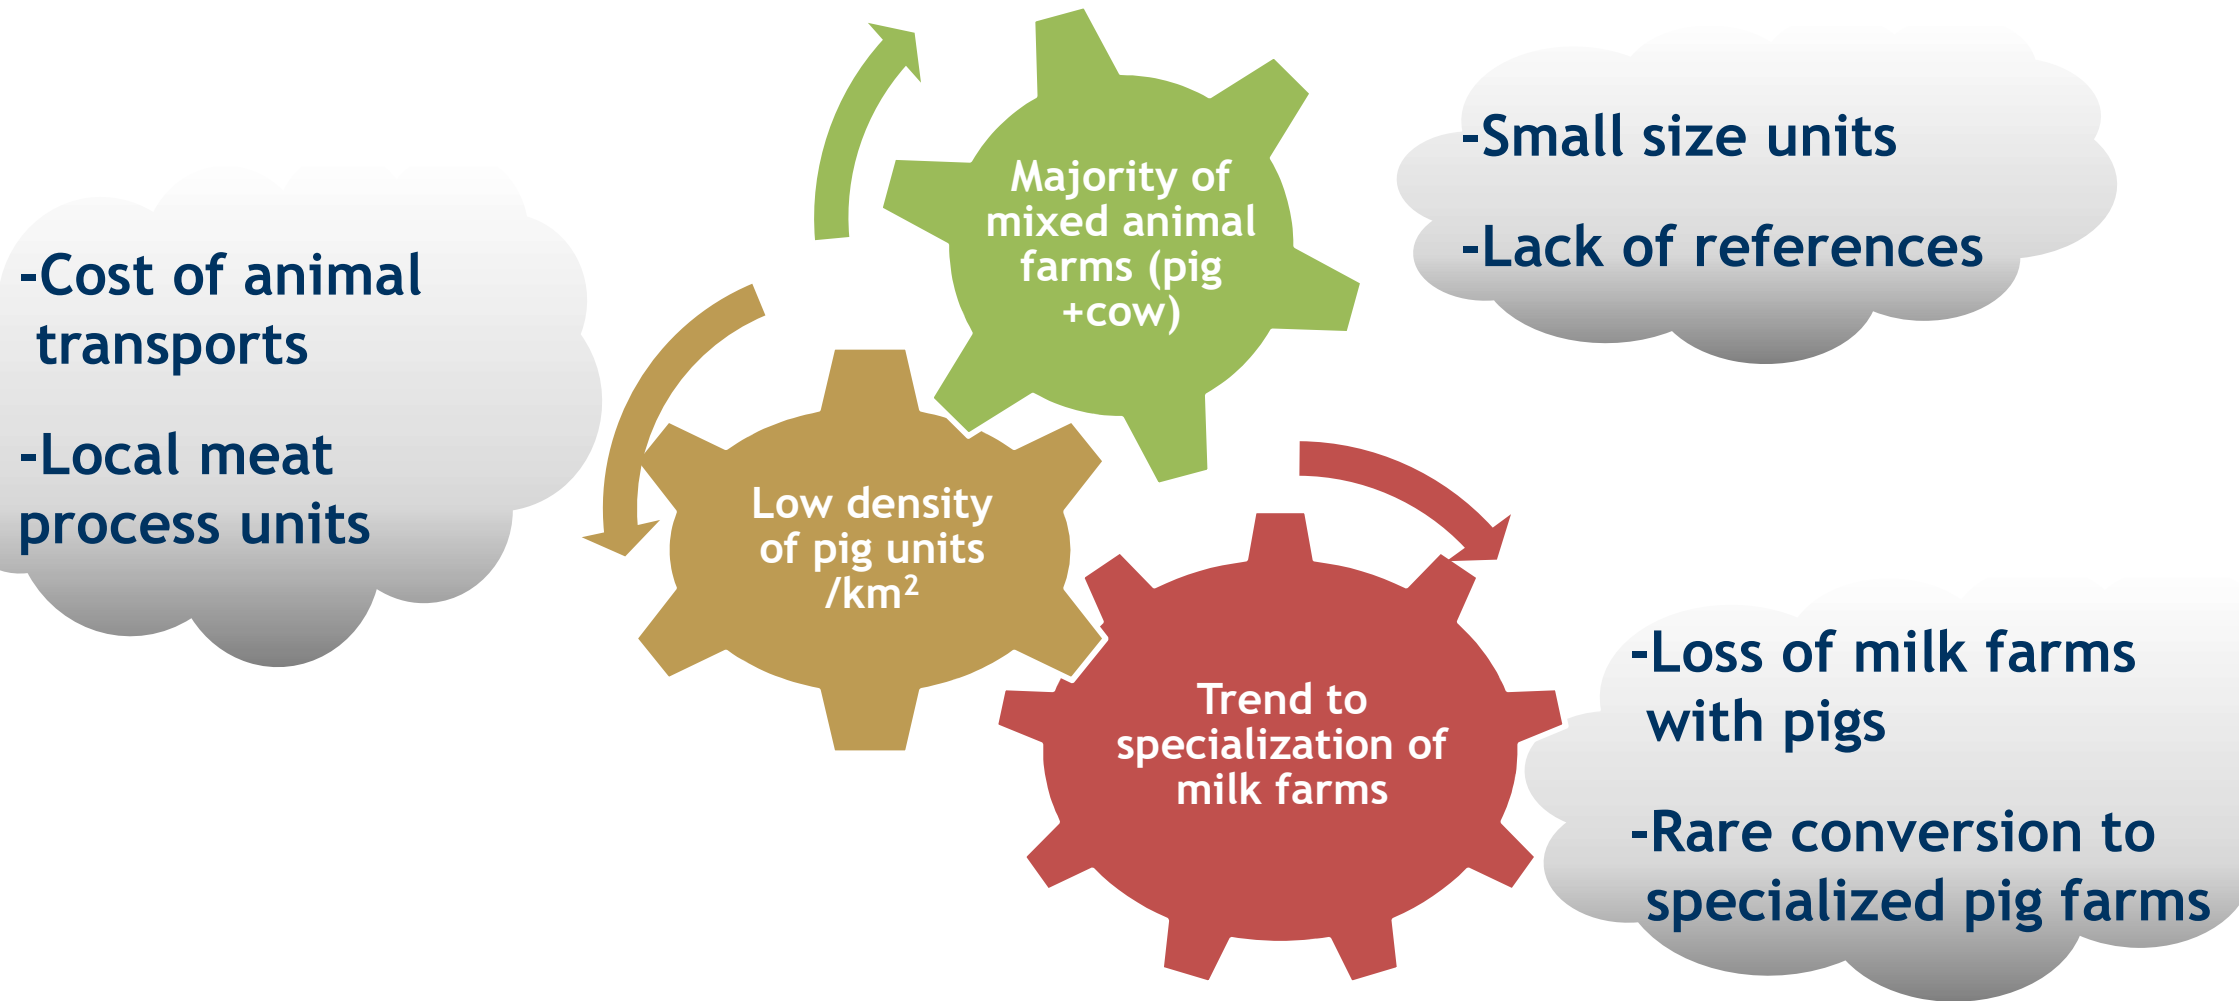 Majority of
mixed animal
farms (pig
+cow)
-Small size units
-Lack of references
-Cost of animal
transports
-Local meat
process units
Low density
of pig units
/km²
Trend to
specialization of
milk farms
-Loss of milk farms
with pigs
-Rare conversion to
specialized pig farms